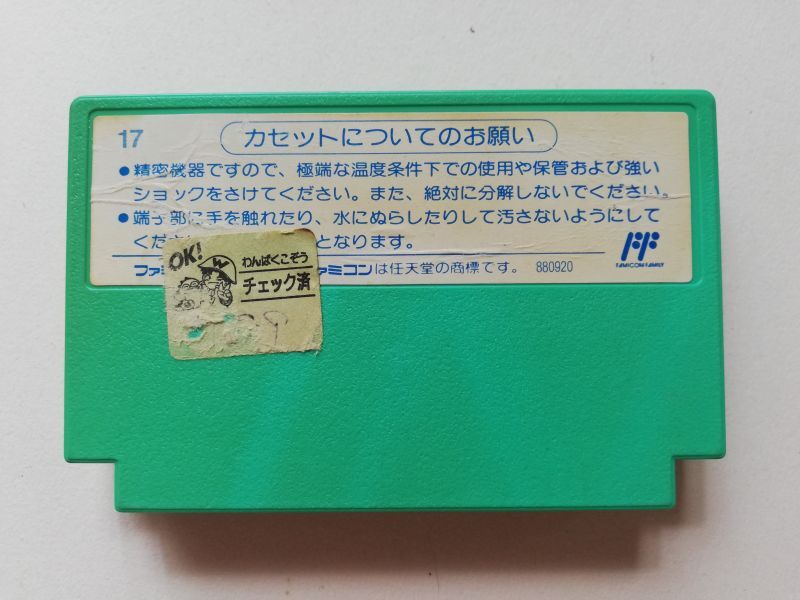 17
カセットについてのお願い
●精密機器ですので、極端な温度条件下での使用や保管および強い
ショックをさけてください。また、絶対に分解しないでください。
●端子部に手を触れたり、水にぬらしたりして汚さないようにして
くださ となります。
ファミ ァミコンは任天堂の商標です。 880920
FAMICOM FAMILY
OK!
わんぱくこぞう
チェック済